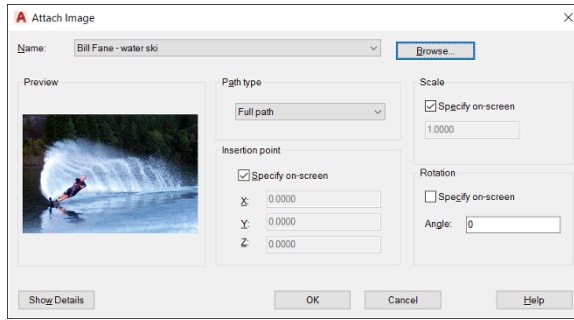 A Attach Image
Name: Bill Fane - water ski Browse...
Preview
Path type
Full path
Insertion point
Specify on-screen
X: 0.0000
Y: 0.0000
Z: 0.0000
Scale
Specify on-screen
1.0000
Rotation
Specify on-screen
Angle: 0
Show Details OK Cancel Help